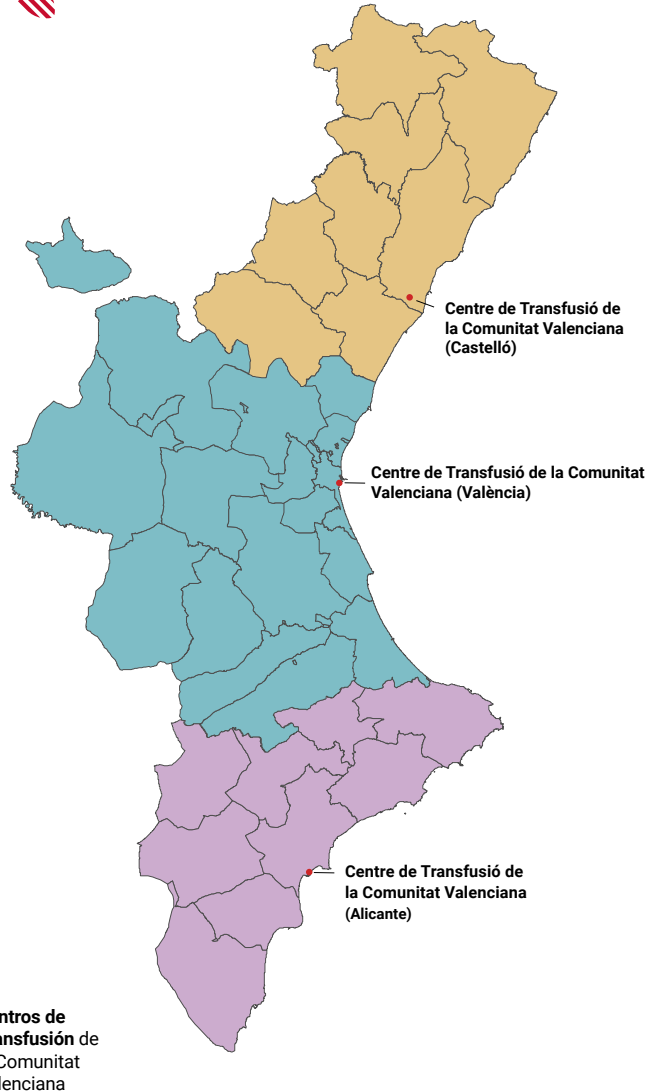 Centre de Transfusió de
la Comunitat Valenciana
(Castelló)
Centre de Transfusió de la Comunitat
Valenciana (València)
Centre de Transfusió de
la Comunitat Valenciana
(Alicante)
ntros de
ansfusión de
Comunitat
lenciana